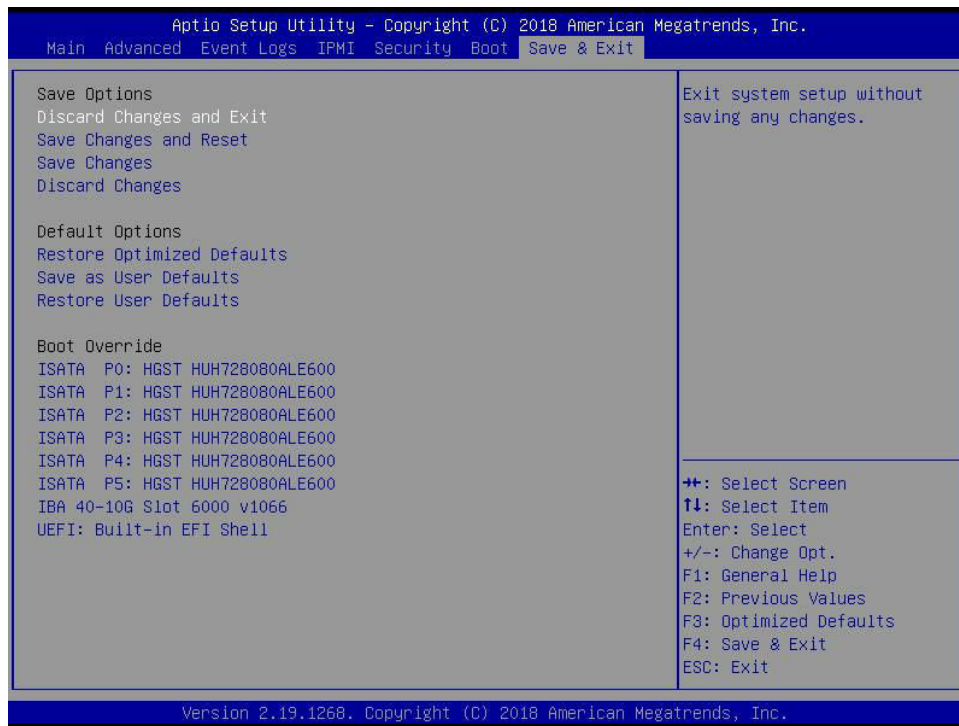 Aptio Setup Utility – Copyright (C) 2018 American Megatrends, Inc.
Main Advanced Event Logs IPMI Security Boot Save & Exit
Save Options
Discard Changes and Exit
Save Changes and Reset
Save Changes
Discard Changes
Default Options
Restore Optimized Defaults
Save as User Defaults
Restore User Defaults
Boot Override
ISATA P0: HGST HUH728080ALE600
ISATA P1: HGST HUH728080ALE600
ISATA P2: HGST HUH728080ALE600
ISATA P3: HGST HUH728080ALE600
ISATA P4: HGST HUH728080ALE600
ISATA P5: HGST HUH728080ALE600
IBA 40-10G Slot 6000 v1066
UEFI: Built-in EFI Shell
Exit system setup without
saving any changes.
→←: Select Screen
↑↓: Select Item
Enter: Select
+/-: Change Opt.
F1: General Help
F2: Previous Values
F3: Optimized Defaults
F4: Save & Exit
ESC: Exit
Version 2.19.1268. Copyright (C) 2018 American Megatrends, Inc.